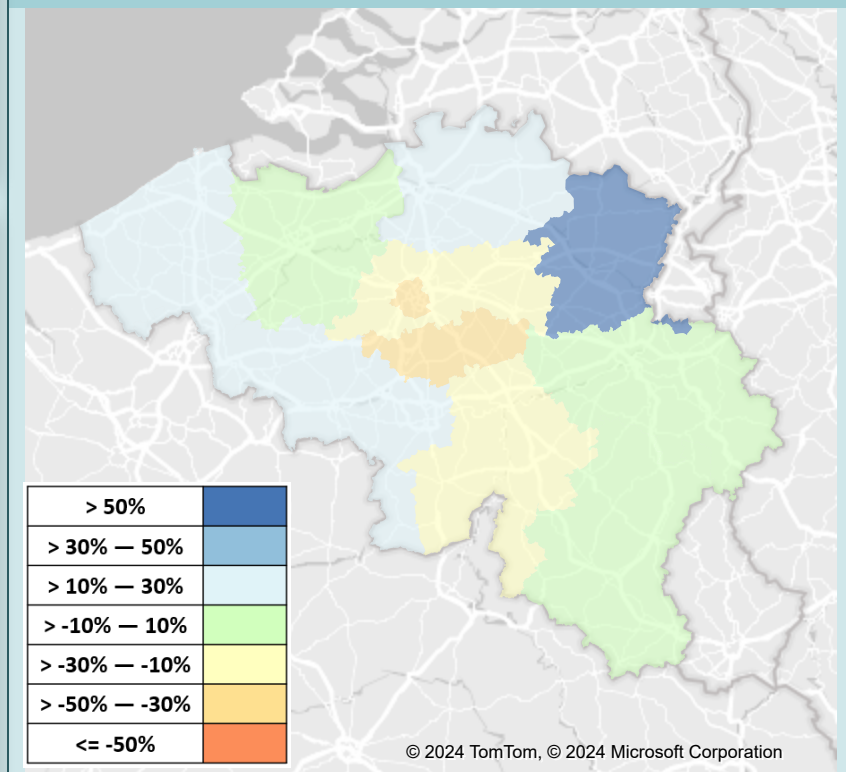 > 50%
> 30% — 50%
> 10% — 30%
> -10% — 10%
> -30% — -10%
> -50% — -30%
<= -50%
© 2024 TomTom, © 2024 Microsoft Corporation